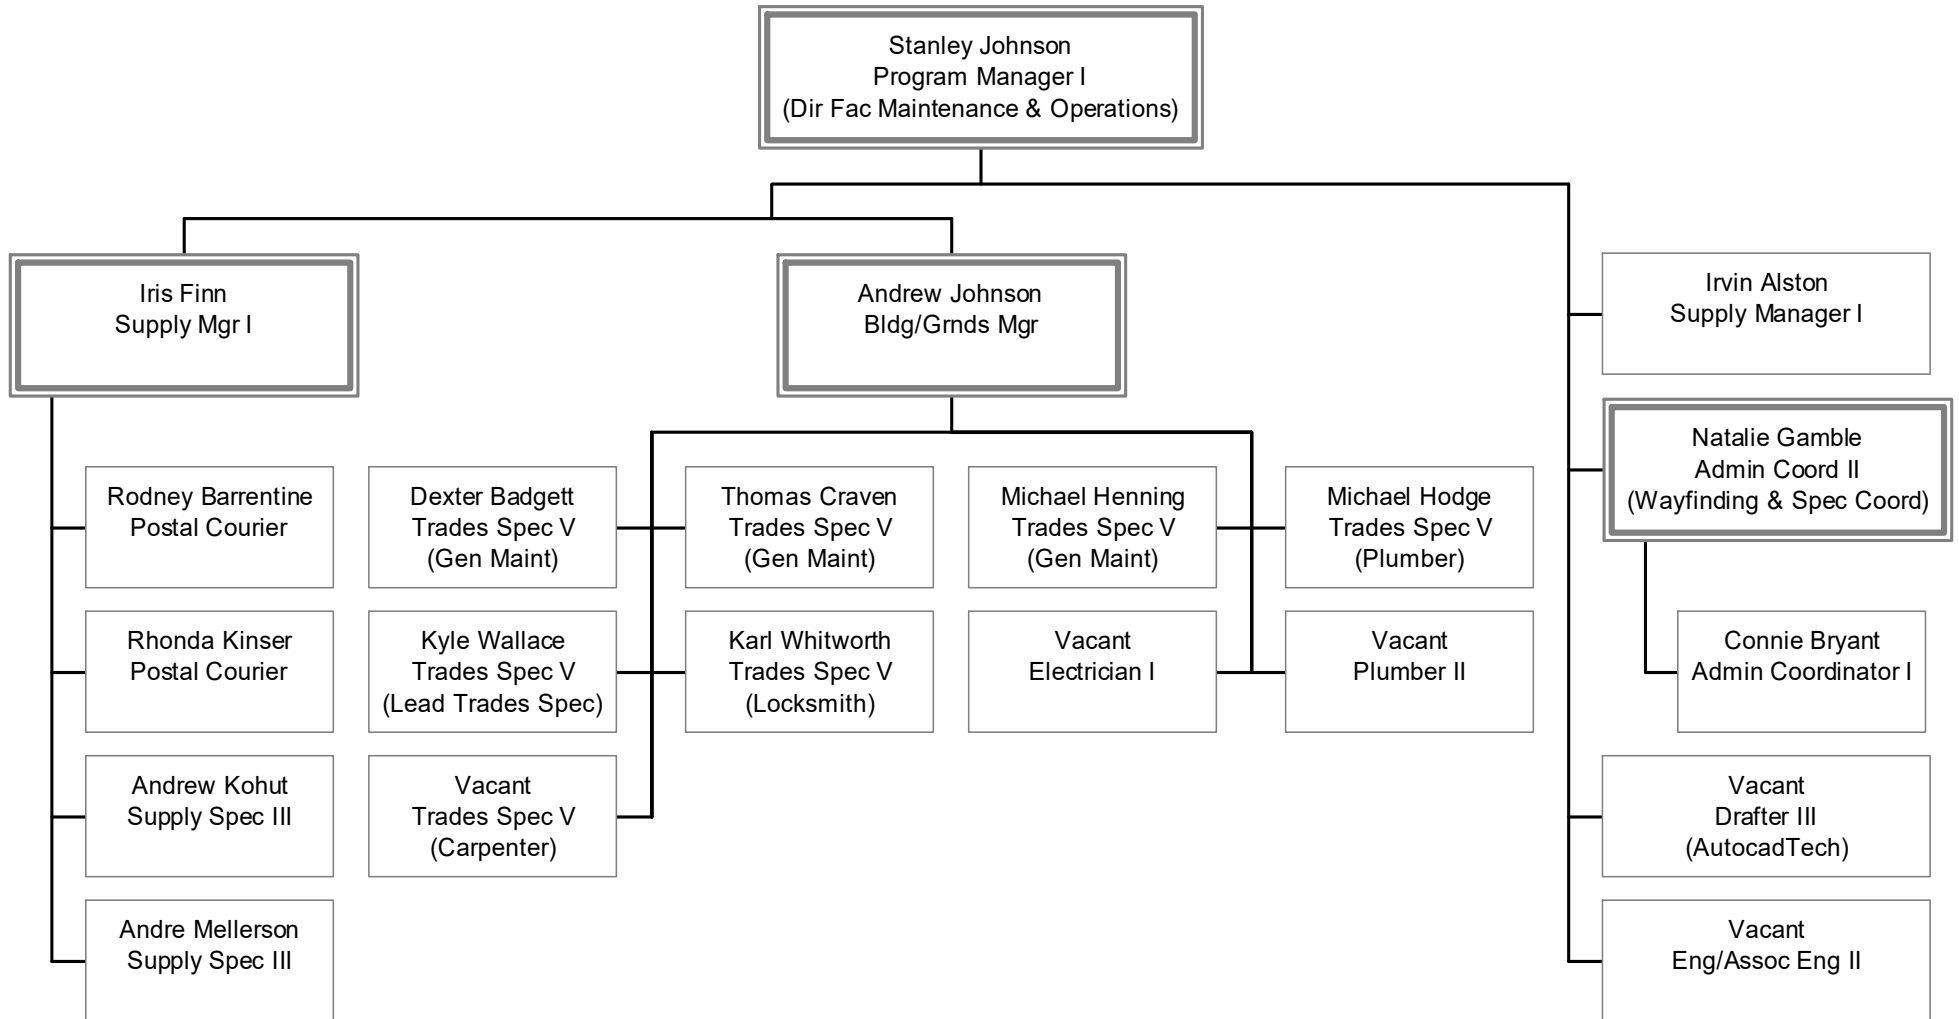 Stanley Johnson
Program Manager I
(Dir Fac Maintenance & Operations)
Iris Finn
Supply Mgr I
Andrew Johnson
Bldg/Grnds Mgr
Irvin Alston
Supply Manager I
Natalie Gamble
Admin Coord II
(Wayfinding & Spec Coord)
Rodney Barrentine
Postal Courier
Dexter Badgett
Trades Spec V
(Gen Maint)
Thomas Craven
Trades Spec V
(Gen Maint)
Michael Henning
Trades Spec V
(Gen Maint)
Michael Hodge
Trades Spec V
(Plumber)
Rhonda Kinser
Postal Courier
Kyle Wallace
Trades Spec V
(Lead Trades Spec)
Karl Whitworth
Trades Spec V
(Locksmith)
Vacant
Electrician I
Vacant
Plumber II
Connie Bryant
Admin Coordinator I
Andrew Kohut
Supply Spec III
Vacant
Trades Spec V
(Carpenter)
Vacant
Drafter III
(AutocadTech)
Andre Mellerson
Supply Spec III
Vacant
Eng/Assoc Eng II